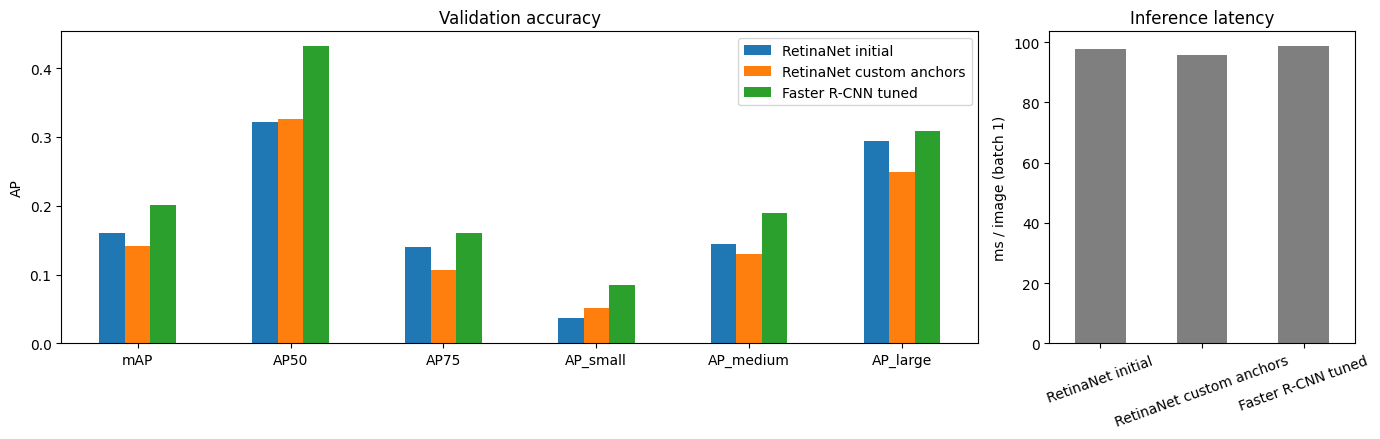 Validation accuracy
AP
0.4
0.3
0.2
0.1
0.0
RetinaNet initial
RetinaNet custom anchors
Faster R-CNN tuned
mAP
AP50
AP75
AP_small
AP_medium
AP_large
Inference latency
ms / image (batch 1)
100
80
60
40
20
0
RetinaNet initial
RetinaNet custom anchors
Faster R-CNN tuned